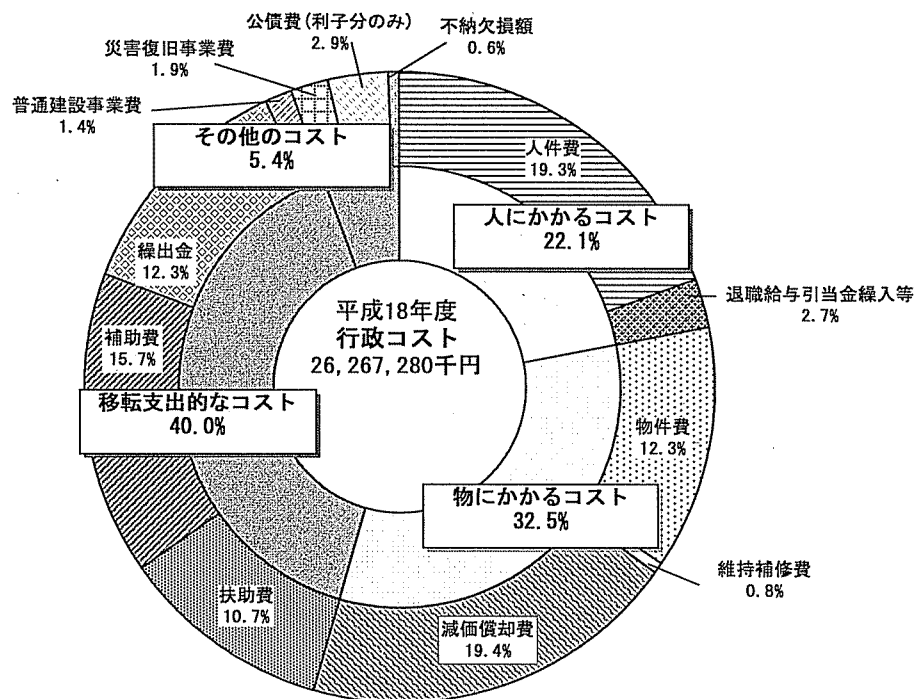 公債費(利子分のみ)
2.9%
不納欠損額
0.6%
災害復旧事業費
1.9%
普通建設事業費
1.4%
その他のコスト
5.4%
人件費
19.3%
人にかかるコスト
22.1%
繰出金
12.3%
退職給与引当金繰入等
2.7%
平成18年度
行政コスト
26,267,280千円
補助費
15.7%
移転支出的なコスト
40.0%
物件費
12.3%
物にかかるコスト
32.5%
維持補修費
0.8%
扶助費
10.7%
減価償却費
19.4%